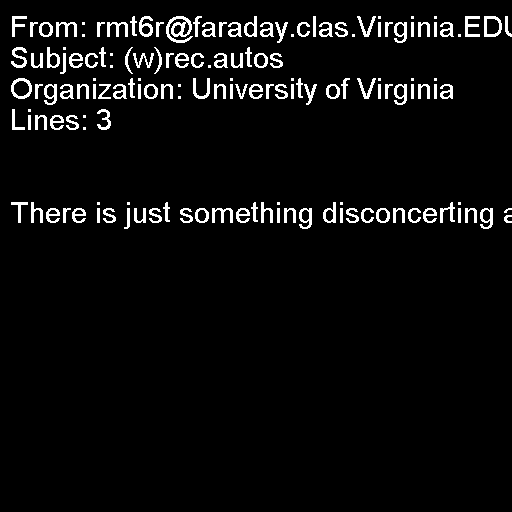 From: rmt6r@faraday.clas.Virginia.EDU
Subject: (w)rec.autos
Organization: University of Virginia
Lines: 3
There is just something disconcerting